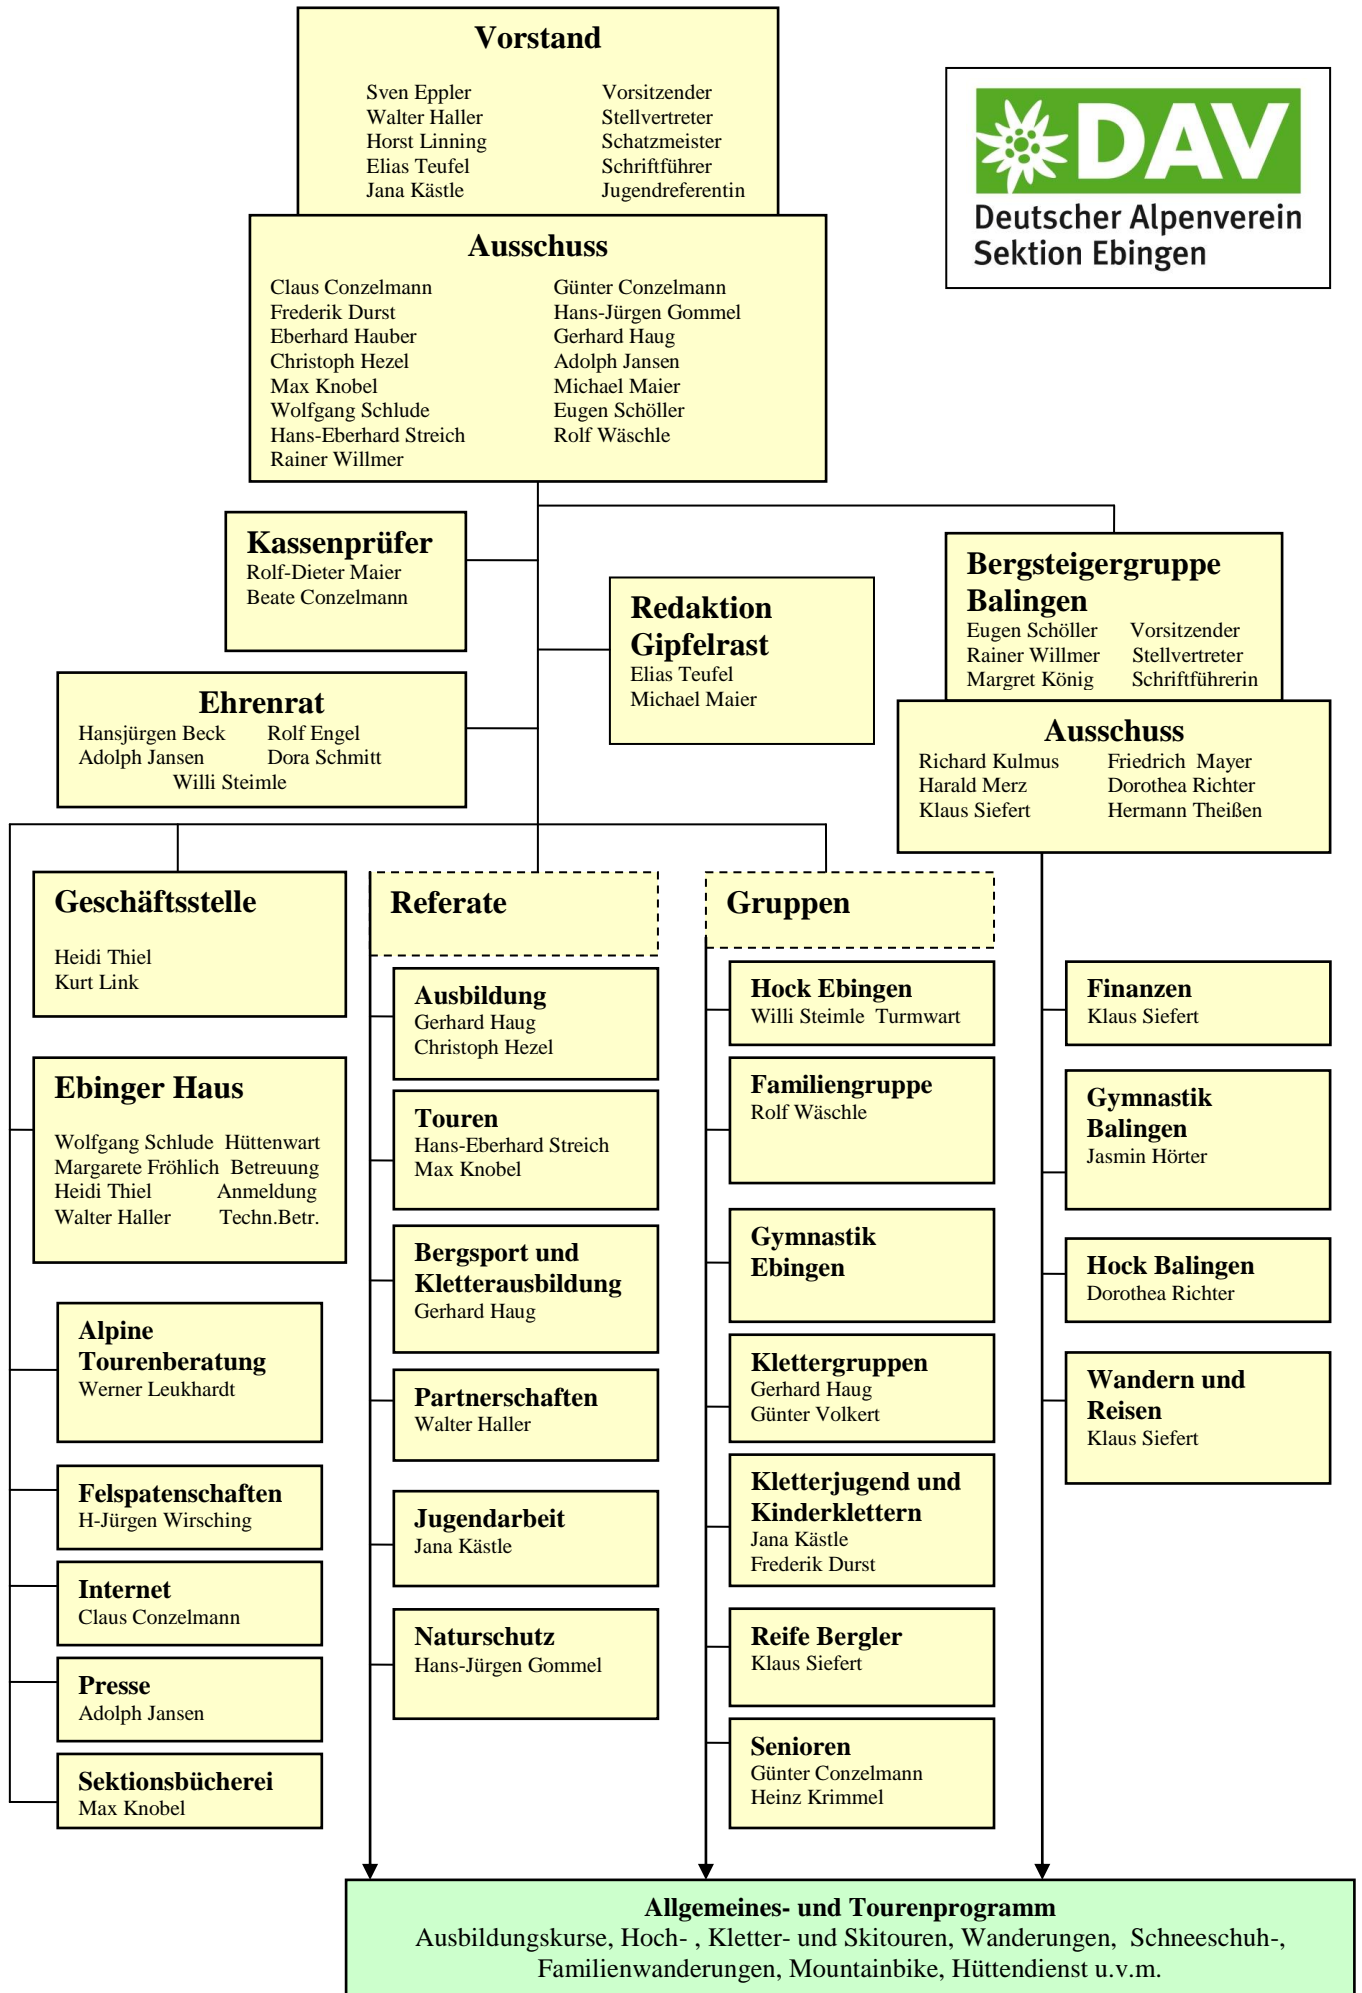 Vorstand
Sven Eppler Vorsitzender
Walter Haller Stellvertreter
Horst Linning Schatzmeister
Elias Teufel Schriftführer
Jana Kästle Jugendreferentin
DAV
Deutscher Alpenverein
Sektion Ebingen
Ausschuss
Claus Conzelmann Günter Conzelmann
Frederik Durst Hans-Jürgen Gommel
Eberhard Hauber Gerhard Haug
Christoph Hezel Adolph Jansen
Max Knobel Michael Maier
Wolfgang Schlude Eugen Schöller
Hans-Eberhard Streich Rolf Wäschle
Rainer Willmer
Kassenprüfer
Rolf-Dieter Maier
Beate Conzelmann
Redaktion
Gipfelrast
Elias Teufel
Michael Maier
Bergsteigergruppe
Balingen
Eugen Schöller Vorsitzender
Rainer Willmer Stellvertreter
Margret König Schriftführerin
Ehrenrat
Hansjürgen Beck Rolf Engel
Adolph Jansen Dora Schmitt
Willi Steimle
Ausschuss
Richard Kulmus Friedrich Mayer
Harald Merz Dorothea Richter
Klaus Siefert Hermann Theißen
Geschäftsstelle
Heidi Thiel
Kurt Link
Ebinger Haus
Wolfgang Schlude Hüttenwart
Margarete Fröhlich Betreuung
Heidi Thiel Anmeldung
Walter Haller Techn.Betr.
Alpine
Tourenberatung
Werner Leukhardt
Felspatenschaften
H-Jürgen Wirsching
Internet
Claus Conzelmann
Presse
Adolph Jansen
Sektionsbücherei
Max Knobel
Referate
Ausbildung
Gerhard Haug
Christoph Hezel
Touren
Hans-Eberhard Streich
Max Knobel
Bergsport und
Kletterausbildung
Gerhard Haug
Partnerschaften
Walter Haller
Jugendarbeit
Jana Kästle
Naturschutz
Hans-Jürgen Gommel
Gruppen
Hock Ebingen
Willi Steimle Turmwart
Familiengruppe
Rolf Wäschle
Gymnastik
Ebingen
Klettergruppen
Gerhard Haug
Günter Volkert
Kletterjugend und
Kinderklettern
Jana Kästle
Frederik Durst
Reife Bergler
Klaus Siefert
Senioren
Günter Conzelmann
Heinz Krimmel
Finanzen
Klaus Siefert
Gymnastik
Balingen
Jasmin Hörter
Hock Balingen
Dorothea Richter
Wandern und
Reisen
Klaus Siefert
Allgemeines- und Tourenprogramm
Ausbildungskurse, Hoch- , Kletter- und Skitouren, Wanderungen, Schneeschuh-,
Familienwanderungen, Mountainbike, Hüttendienst u.v.m.